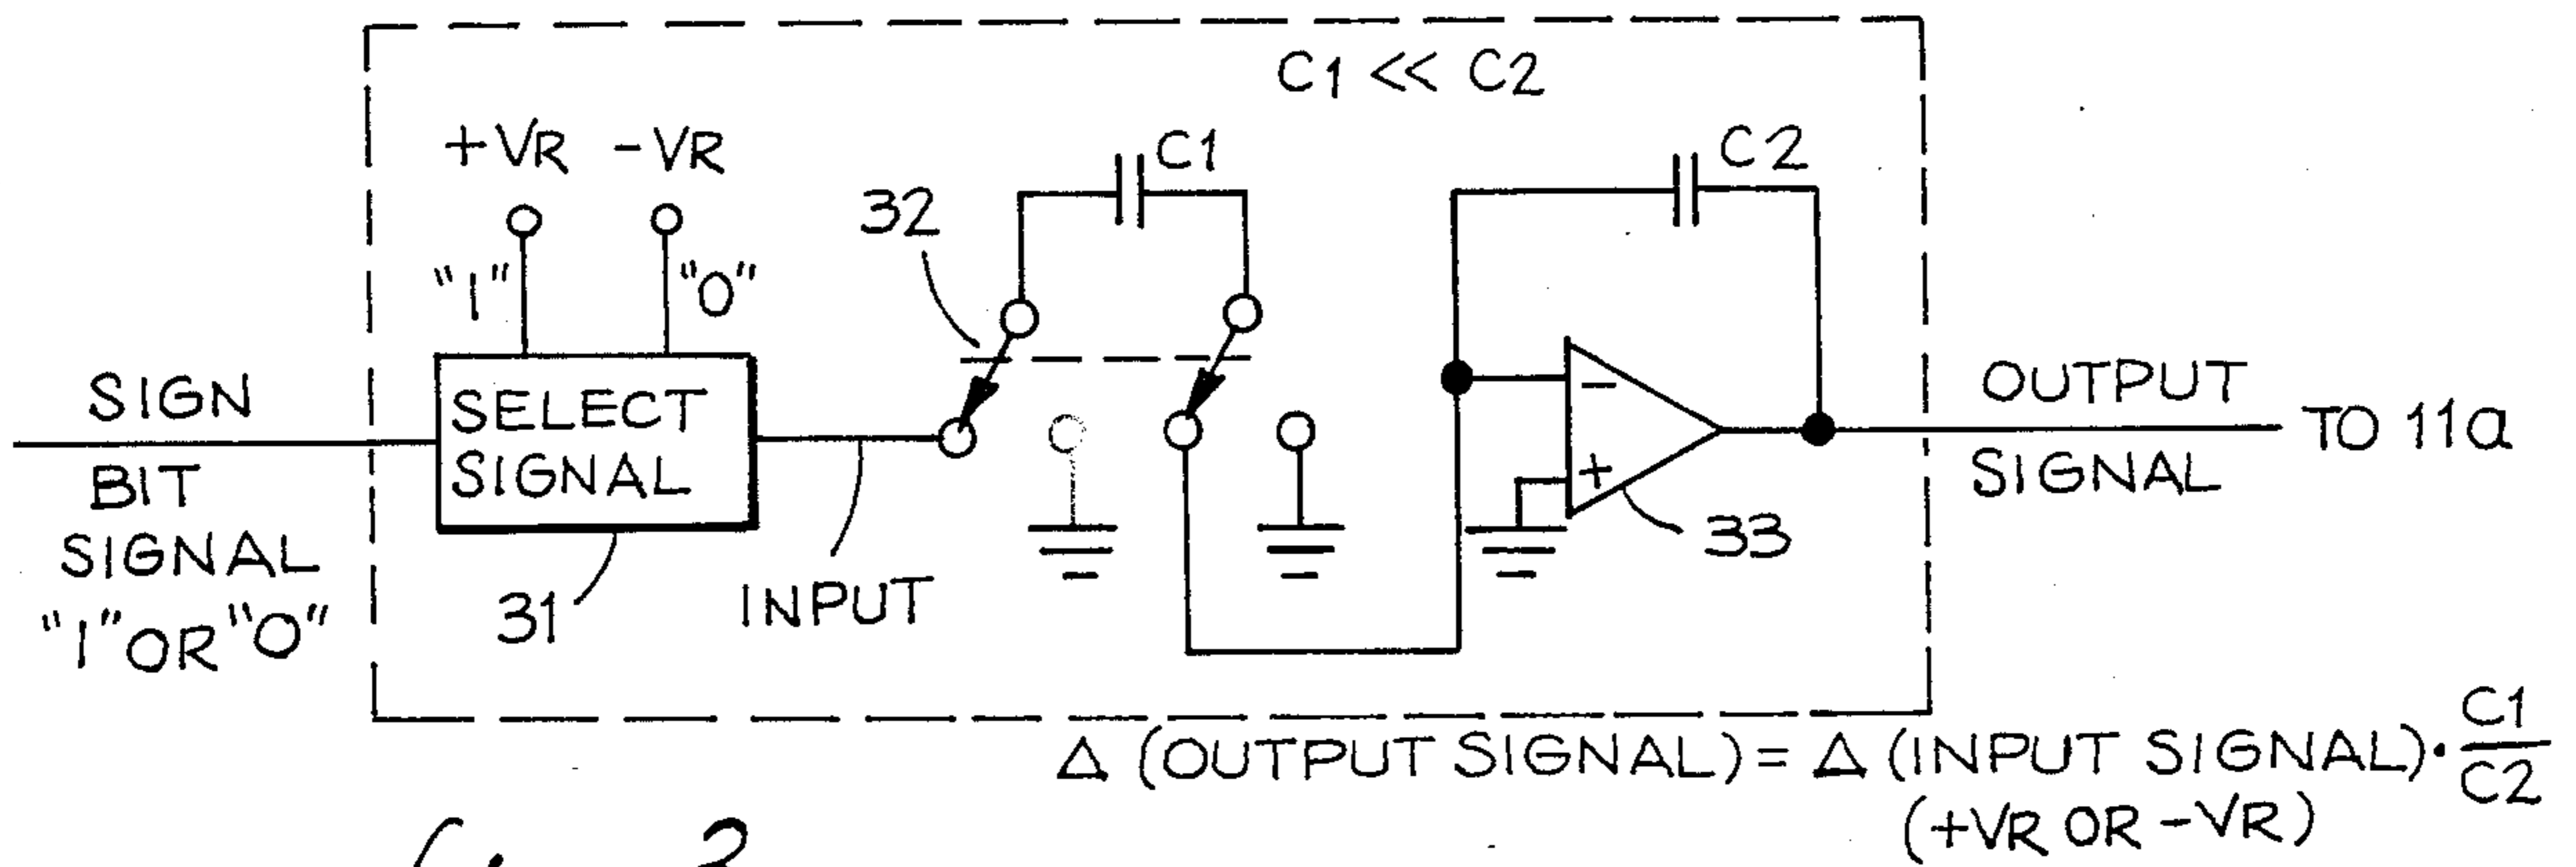 C1 << C2
+VR -VR
C1
C2
32
"1" "0"
SIGN
BIT
SIGNAL
"1" OR "0"
SELECT
SIGNAL
31
INPUT
-
+
33
OUTPUT
SIGNAL
TO 11a
Δ (OUTPUT SIGNAL) = Δ (INPUT SIGNAL) · C1/C2
(+VR OR -VR)